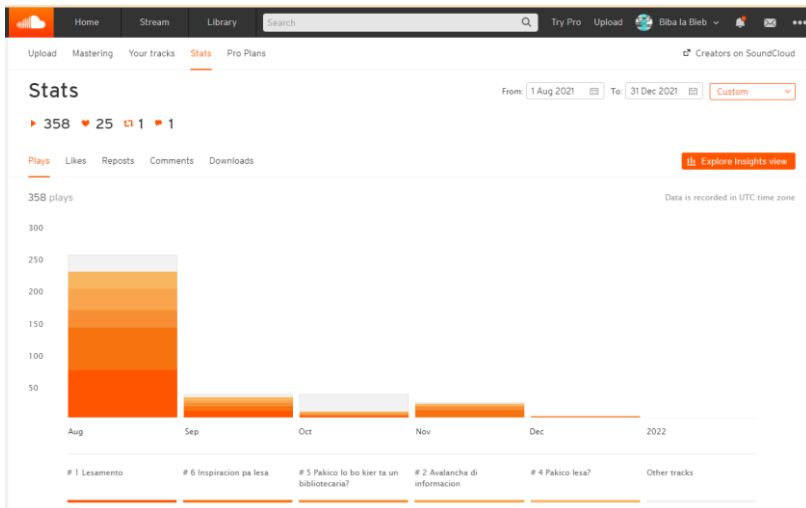 Home Stream Library Search Try Pro Upload Biba la Bieb
Upload Mastering Your tracks Stats Pro Plans Creators on SoundCloud
Stats From: 1 Aug 2021 To: 31 Dec 2021 Custom
358 25 1 1
Plays Likes Reposts Comments Downloads Explore Insights view
358 plays Data is recorded in UTC time zone
300
250
200
150
100
50
Aug Sep Oct Nov Dec 2022
# 1 Lesamento # 6 Inspiracion pa lesa # 5 Pakico lo bo kier ta un # 2 Avalancha di # 4 Pakico lesa? Other tracks
bibliotecaria? informacion